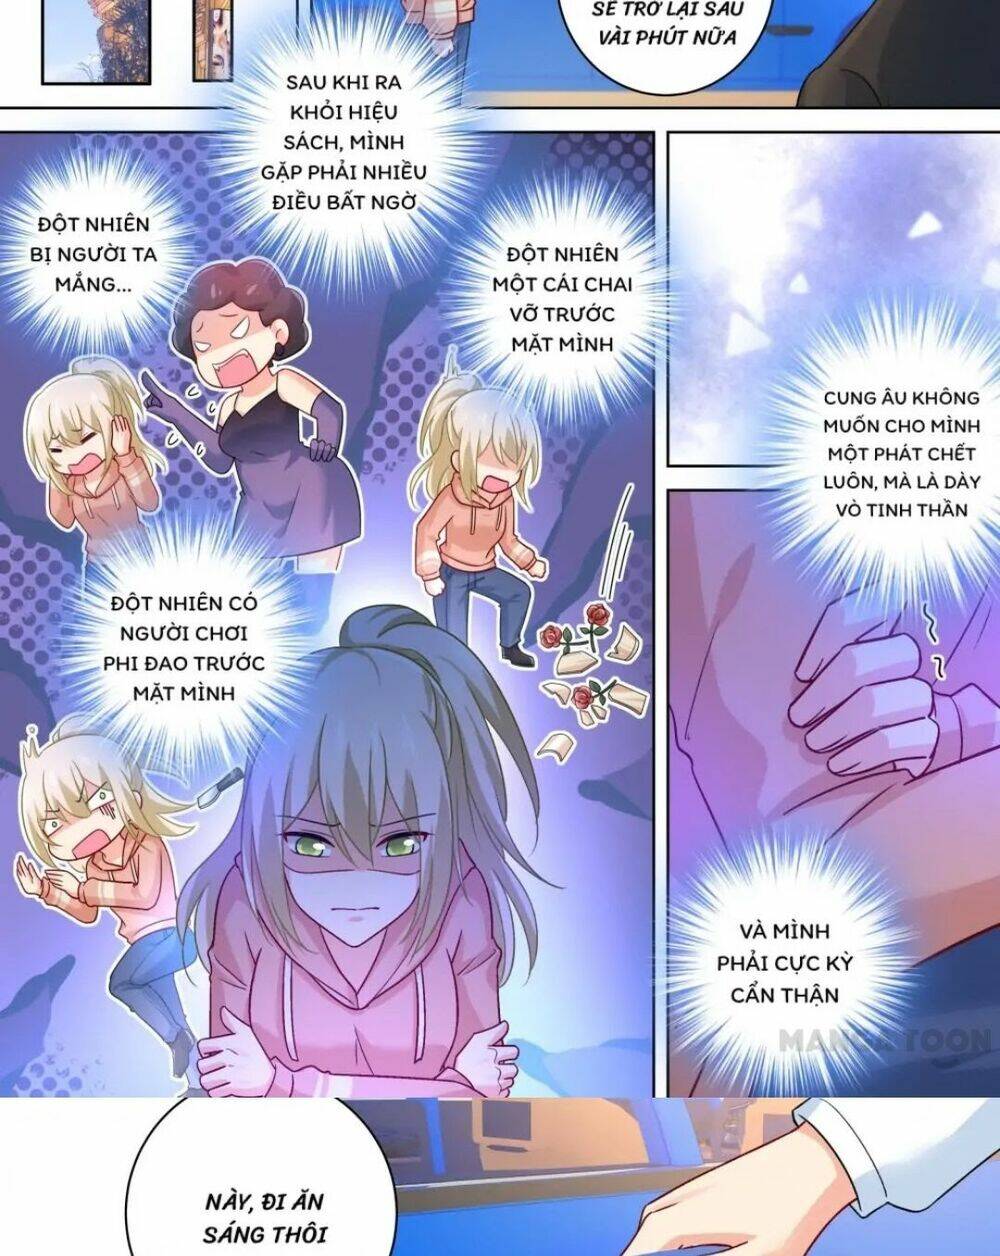 SẼ TRỞ LẠI SAU
VÀI PHÚT NỮA
SAU KHI RA
KHỎI HIỆU
SÁCH, MÌNH
GẶP PHẢI NHIỀU
ĐIỀU BẤT NGỜ
ĐỘT NHIÊN
BỊ NGƯỜI TA
MẮNG...
ĐỘT NHIÊN
MỘT CÁI CHAI
VỠ TRƯỚC
MẶT MÌNH
ĐỘT NHIÊN CÓ
NGƯỜI CHƠI
PHI ĐAO TRƯỚC
MẶT MÌNH
CUNG ÂU KHÔNG
MUỐN CHO MÌNH
MỘT PHÁT CHẾT
LUÔN, MÀ LÀ DÀY
VÒ TINH THẦN
VÀ MÌNH
PHẢI CỰC KỲ
CẨN THẬN
MANGA TOON
NÀY, ĐI ĂN
SÁNG THÔI